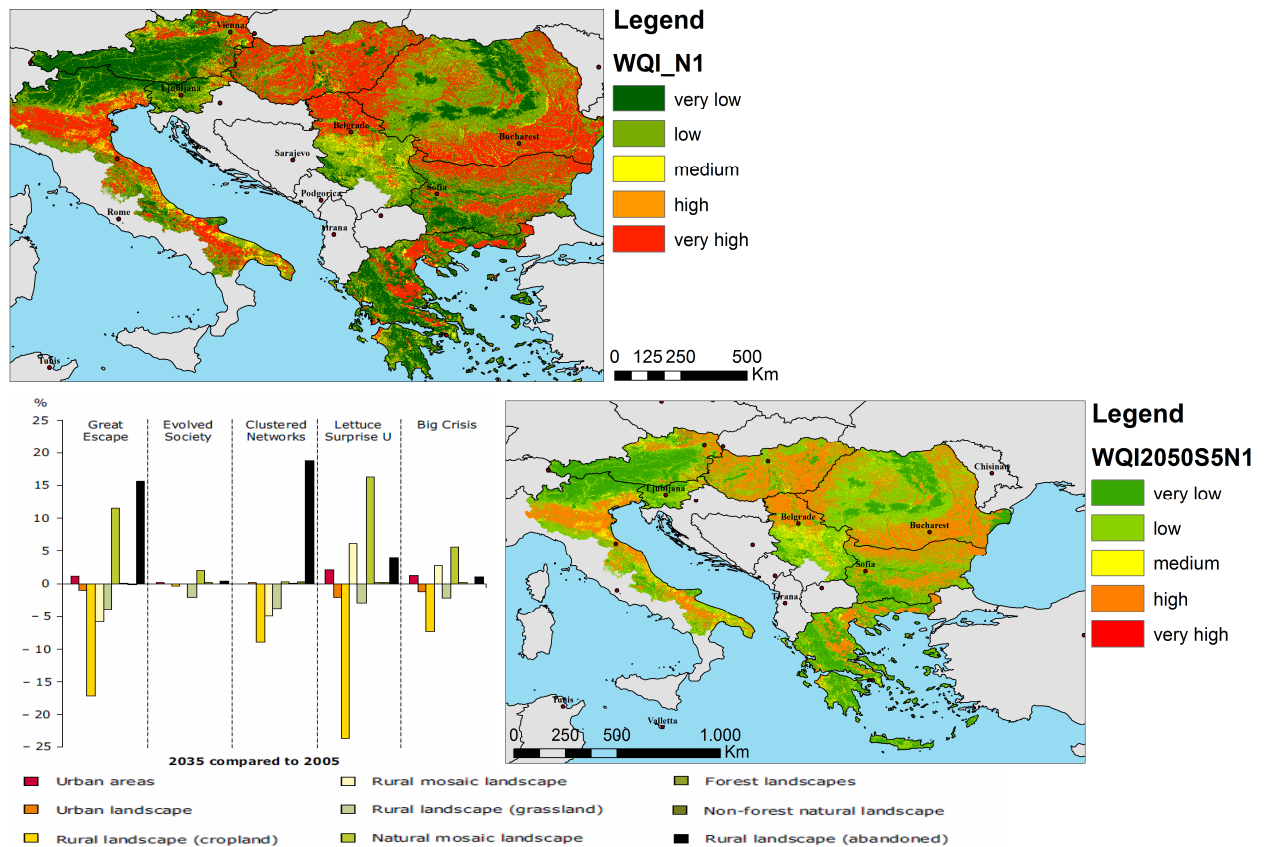 Legend
WQI_N1
very low
low
medium
high
very high
0 125 250 500
Km
Vienna
Ljubljana
Belgrade
Bucharest
Sarajevo
Sofia
Podgorica
Rome
Tirana
Tunis
%
25
20
15
10
5
0
– 5
– 10
– 15
– 20
– 25
Great
Escape
Evolved
Society
Clustered
Networks
Lettuce
Surprise U
Big Crisis
2035 compared to 2005
Legend
WQI2050S5N1
very low
low
medium
high
very high
Chisinau
Ljubljana
Belgrade
Bucharest
Sofia
Tirana
Tunis
Valletta
0 250 500 1.000
Km
Urban areas
Rural mosaic landscape
Forest landscapes
Urban landscape
Rural landscape (grassland)
Non-forest natural landscape
Rural landscape (cropland)
Natural mosaic landscape
Rural landscape (abandoned)